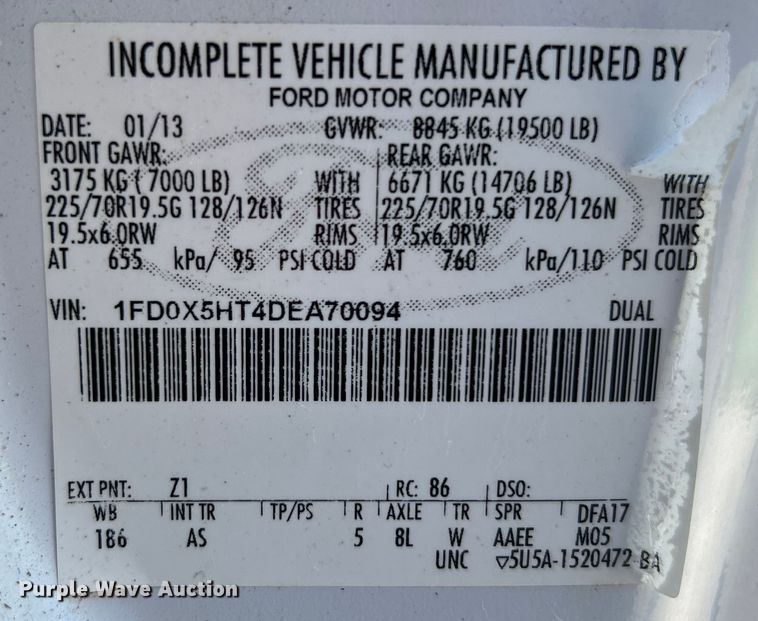 INCOMPLETE VEHICLE MANUFACTURED BY
FORD MOTOR COMPANY
DATE: 01/13 GVWR: 8845 KG (19500 LB)
FRONT GAWR: REAR GAWR:
3175 KG (7000 LB) WITH 6671 KG (14706 LB) WITH
225/70R19.5G 128/126N TIRES 225/70R19.5G 128/126N TIRES
19.5x6.0RW RIMS 19.5x6.0RW RIMS
AT 655 kPa/ 95 PSI COLD AT 760 kPa/110 PSI COLD
VIN: 1FD0X5HT4DEA70094 DUAL
EXT PNT: Z1 RC: 86 DSO:
WB INT TR TP/PS R AXLE TR SPR DFA17
186 AS 5 8L W AAEE M05
UNC ▽5U5A-1520472-BA
Purple Wave Auction